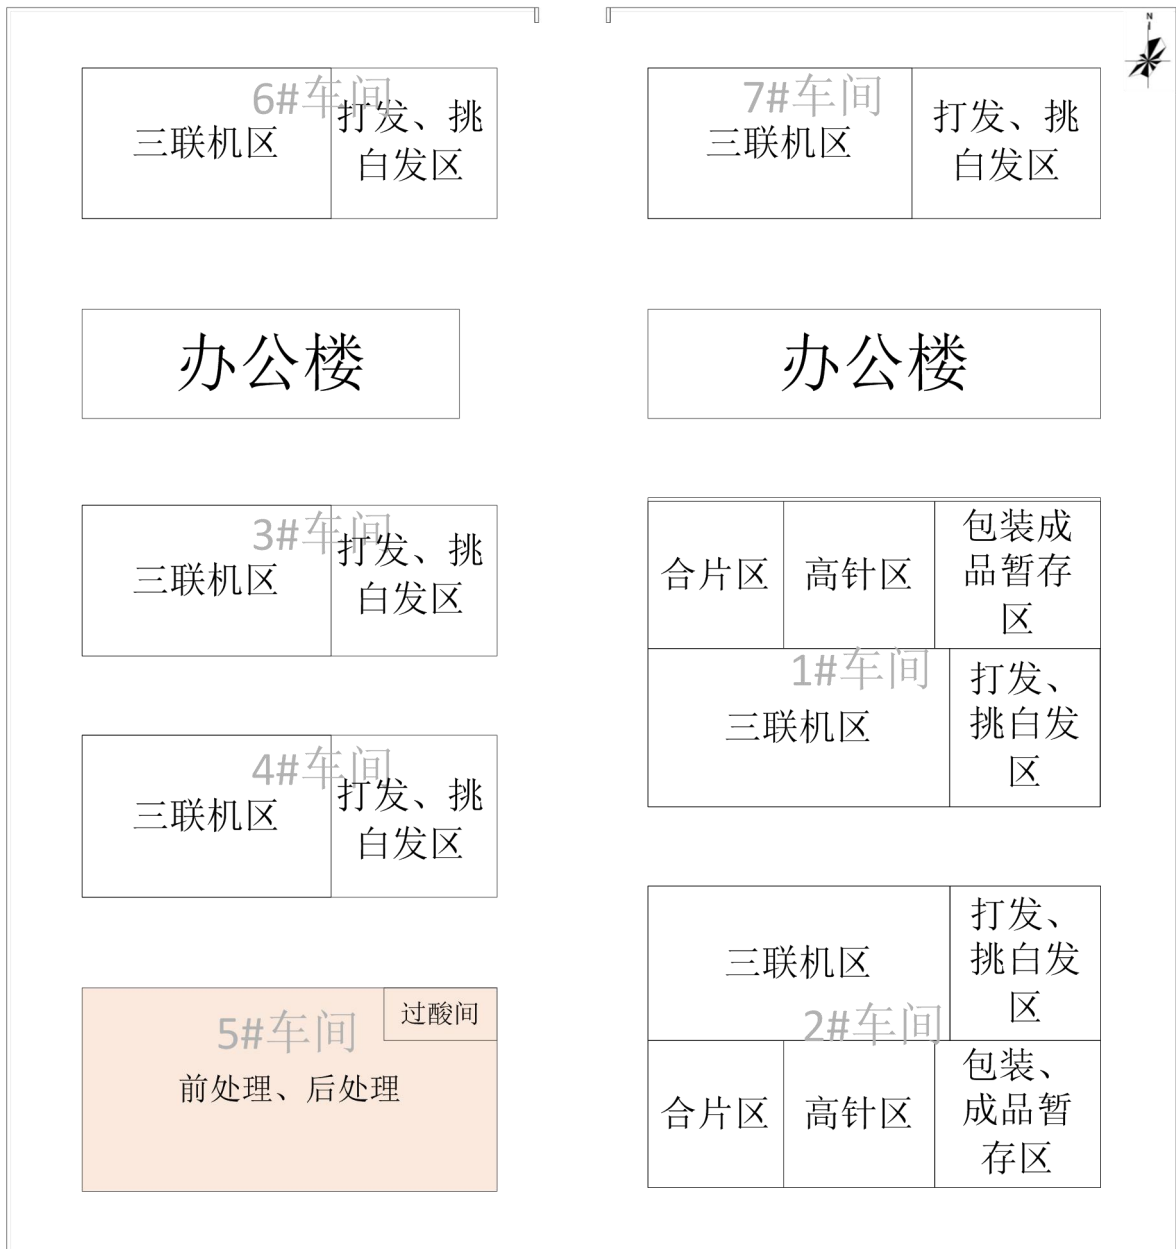 N
6#车间
三联机区
打发、挑
白发区
7#车间
三联机区
打发、挑
白发区
办公楼
办公楼
3#车间
三联机区
打发、挑
白发区
合片区
高针区
包装成
品暂存
区
1#车间
三联机区
打发、
挑白发
区
4#车间
三联机区
打发、挑
白发区
三联机区
打发、
挑白发
区
2#车间
合片区
高针区
包装、
成品暂
存区
5#车间
过酸间
前处理、后处理